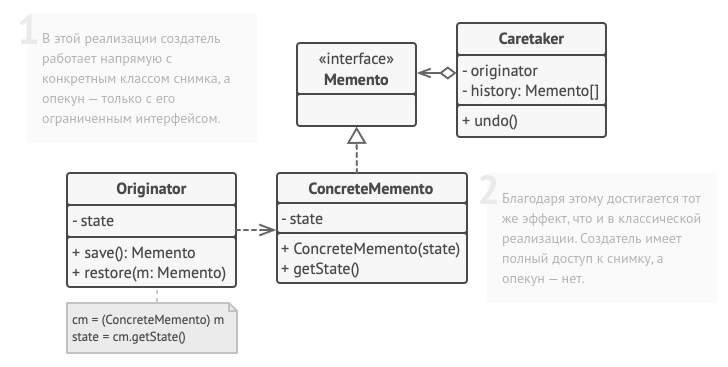 1
В этой реализации создатель
работает напрямую с
конкретным классом снимка, а
опекун — только с его
ограниченным интерфейсом.
«interface»
Memento
Caretaker
- originator
- history: Memento[]
+ undo()
Originator
- state
+ save(): Memento
+ restore(m: Memento)
cm = (ConcreteMemento) m
state = cm.getState()
ConcreteMemento
- state
+ ConcreteMemento(state)
+ getState()
2
Благодаря этому достигается тот
же эффект, что и в классической
реализации. Создатель имеет
полный доступ к снимку, а
опекун — нет.